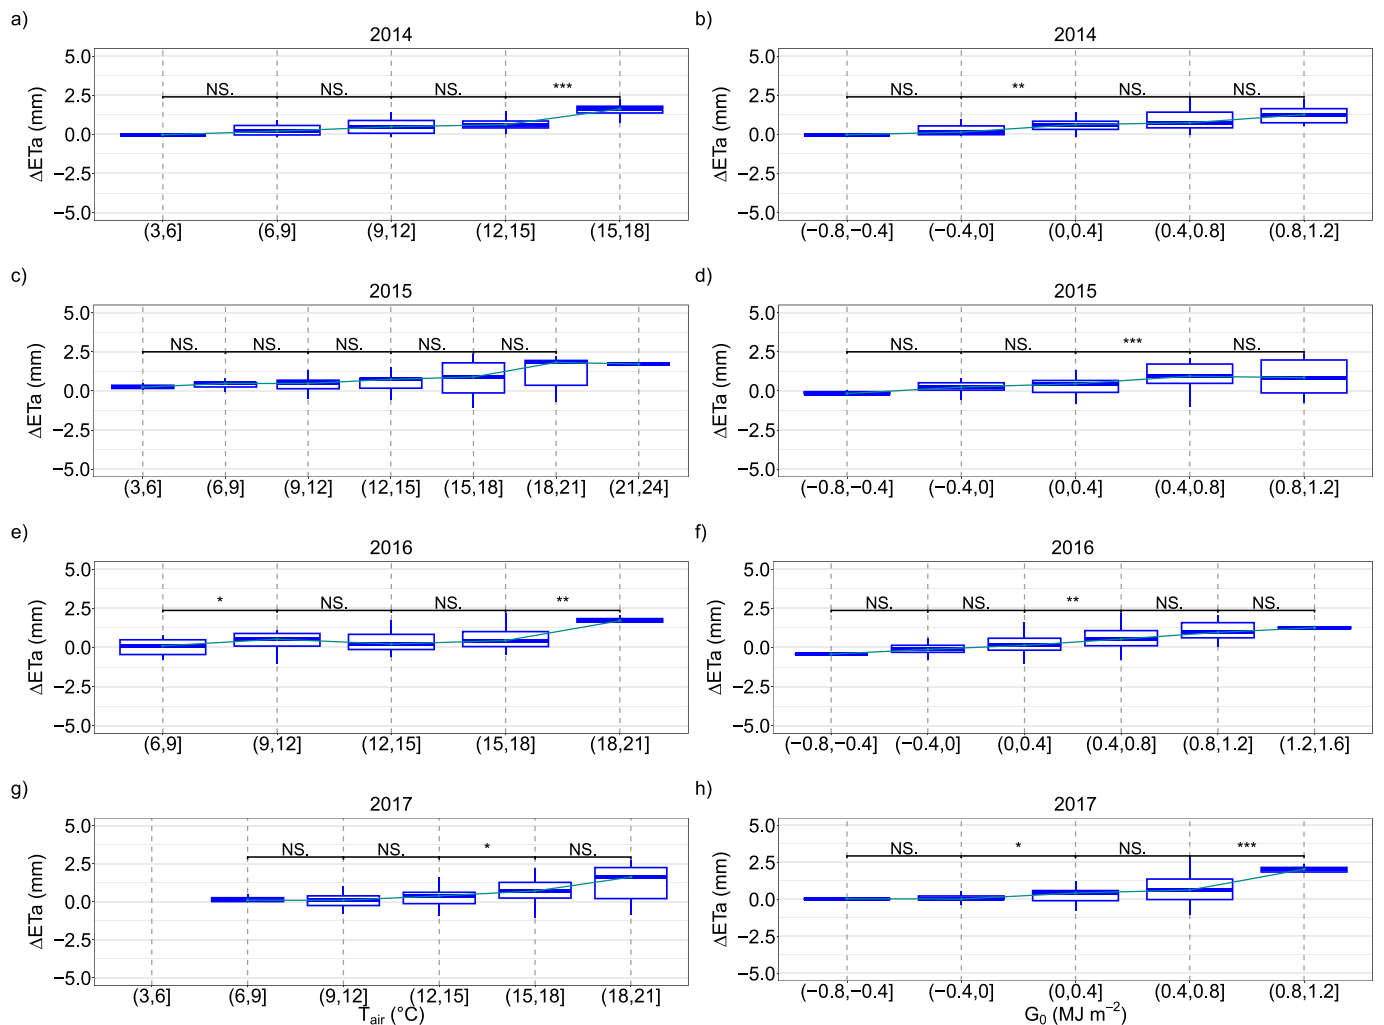 a)
2014
5.0
2.5
0.0
−2.5
−5.0
ΔETa (mm)
NS. NS. NS. ***
(3,6] (6,9] (9,12] (12,15] (15,18]
b)
2014
5.0
2.5
0.0
−2.5
−5.0
ΔETa (mm)
NS. ** NS. NS.
(−0.8,−0.4] (−0.4,0] (0,0.4] (0.4,0.8] (0.8,1.2]
c)
2015
5.0
2.5
0.0
−2.5
−5.0
ΔETa (mm)
NS. NS. NS. NS. NS.
(3,6] (6,9] (9,12] (12,15] (15,18] (18,21] (21,24]
d)
2015
5.0
2.5
0.0
−2.5
−5.0
ΔETa (mm)
NS. NS. *** NS.
(−0.8,−0.4] (−0.4,0] (0,0.4] (0.4,0.8] (0.8,1.2]
e)
2016
5.0
2.5
0.0
−2.5
−5.0
ΔETa (mm)
* NS. NS. **
(6,9] (9,12] (12,15] (15,18] (18,21]
f)
2016
5.0
2.5
0.0
−2.5
−5.0
ΔETa (mm)
NS. NS. ** NS. NS.
(−0.8,−0.4] (−0.4,0] (0,0.4] (0.4,0.8] (0.8,1.2] (1.2,1.6]
g)
2017
5.0
2.5
0.0
−2.5
−5.0
ΔETa (mm)
NS. NS. * NS.
(3,6] (6,9] (9,12] (12,15] (15,18] (18,21]
T_air (°C)
h)
2017
5.0
2.5
0.0
−2.5
−5.0
ΔETa (mm)
NS. * NS. ***
(−0.8,−0.4] (−0.4,0] (0,0.4] (0.4,0.8] (0.8,1.2]
G₀ (MJ m⁻²)